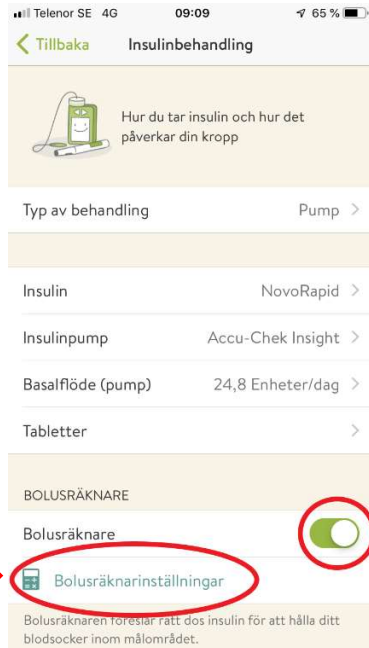 Telenor SE 4G 09:09 65 %
Tillbaka Insulinbehandling
Hur du tar insulin och hur det
påverkar din kropp
Typ av behandling Pump
Insulin NovoRapid
Insulinpump Accu-Chek Insight
Basalflöde (pump) 24,8 Enheter/dag
Tabletter
BOLUSRÄKNARE
Bolusräknare
Bolusräknarinställningar
Bolusräknaren föreslår rätt dos insulin för att hålla ditt
blodsocker inom målområdet.